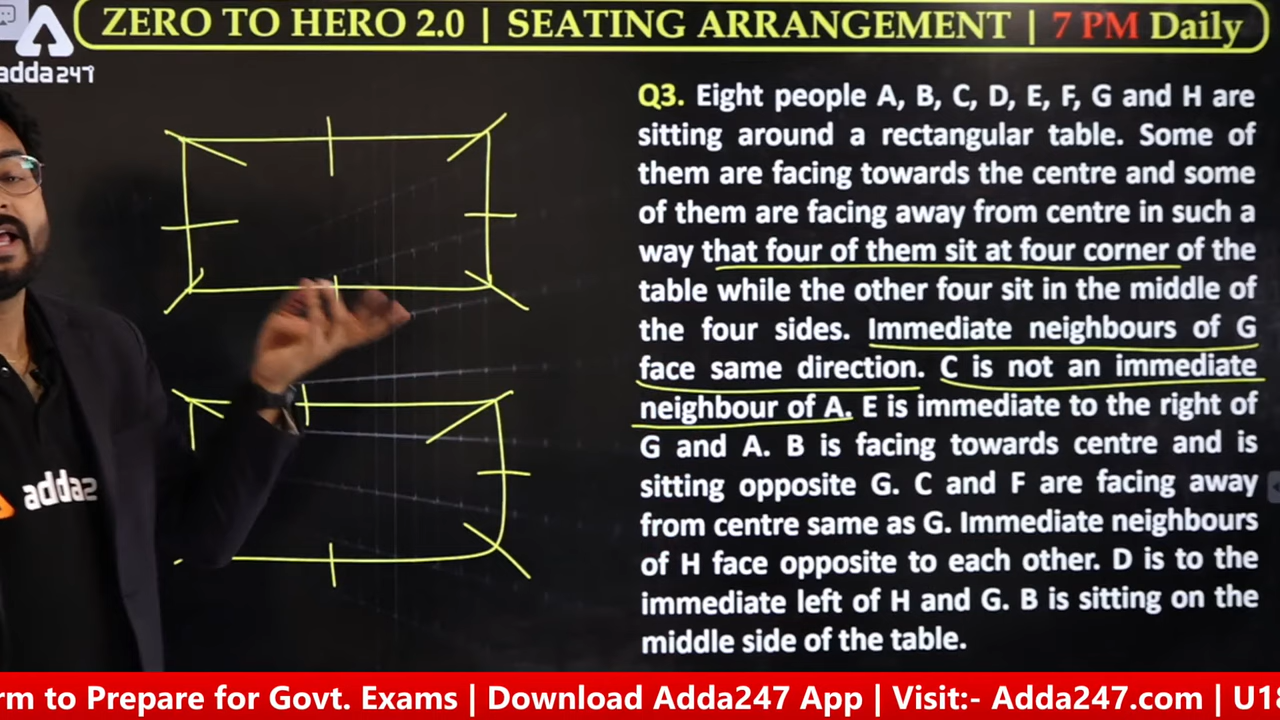 ZERO TO HERO 2.0 | SEATING ARRANGEMENT | 7 PM Daily
adda247
Q3. Eight people A, B, C, D, E, F, G and H are
sitting around a rectangular table. Some of
them are facing towards the centre and some
of them are facing away from centre in such a
way that four of them sit at four corner of the
table while the other four sit in the middle of
the four sides. Immediate neighbours of G
face same direction. C is not an immediate
neighbour of A. E is immediate to the right of
G and A. B is facing towards centre and is
sitting opposite G. C and F are facing away
from centre same as G. Immediate neighbours
of H face opposite to each other. D is to the
immediate left of H and G. B is sitting on the
middle side of the table.
adda2
to Prepare for Govt. Exams | Download Adda247 App | Visit:- Adda247.com |